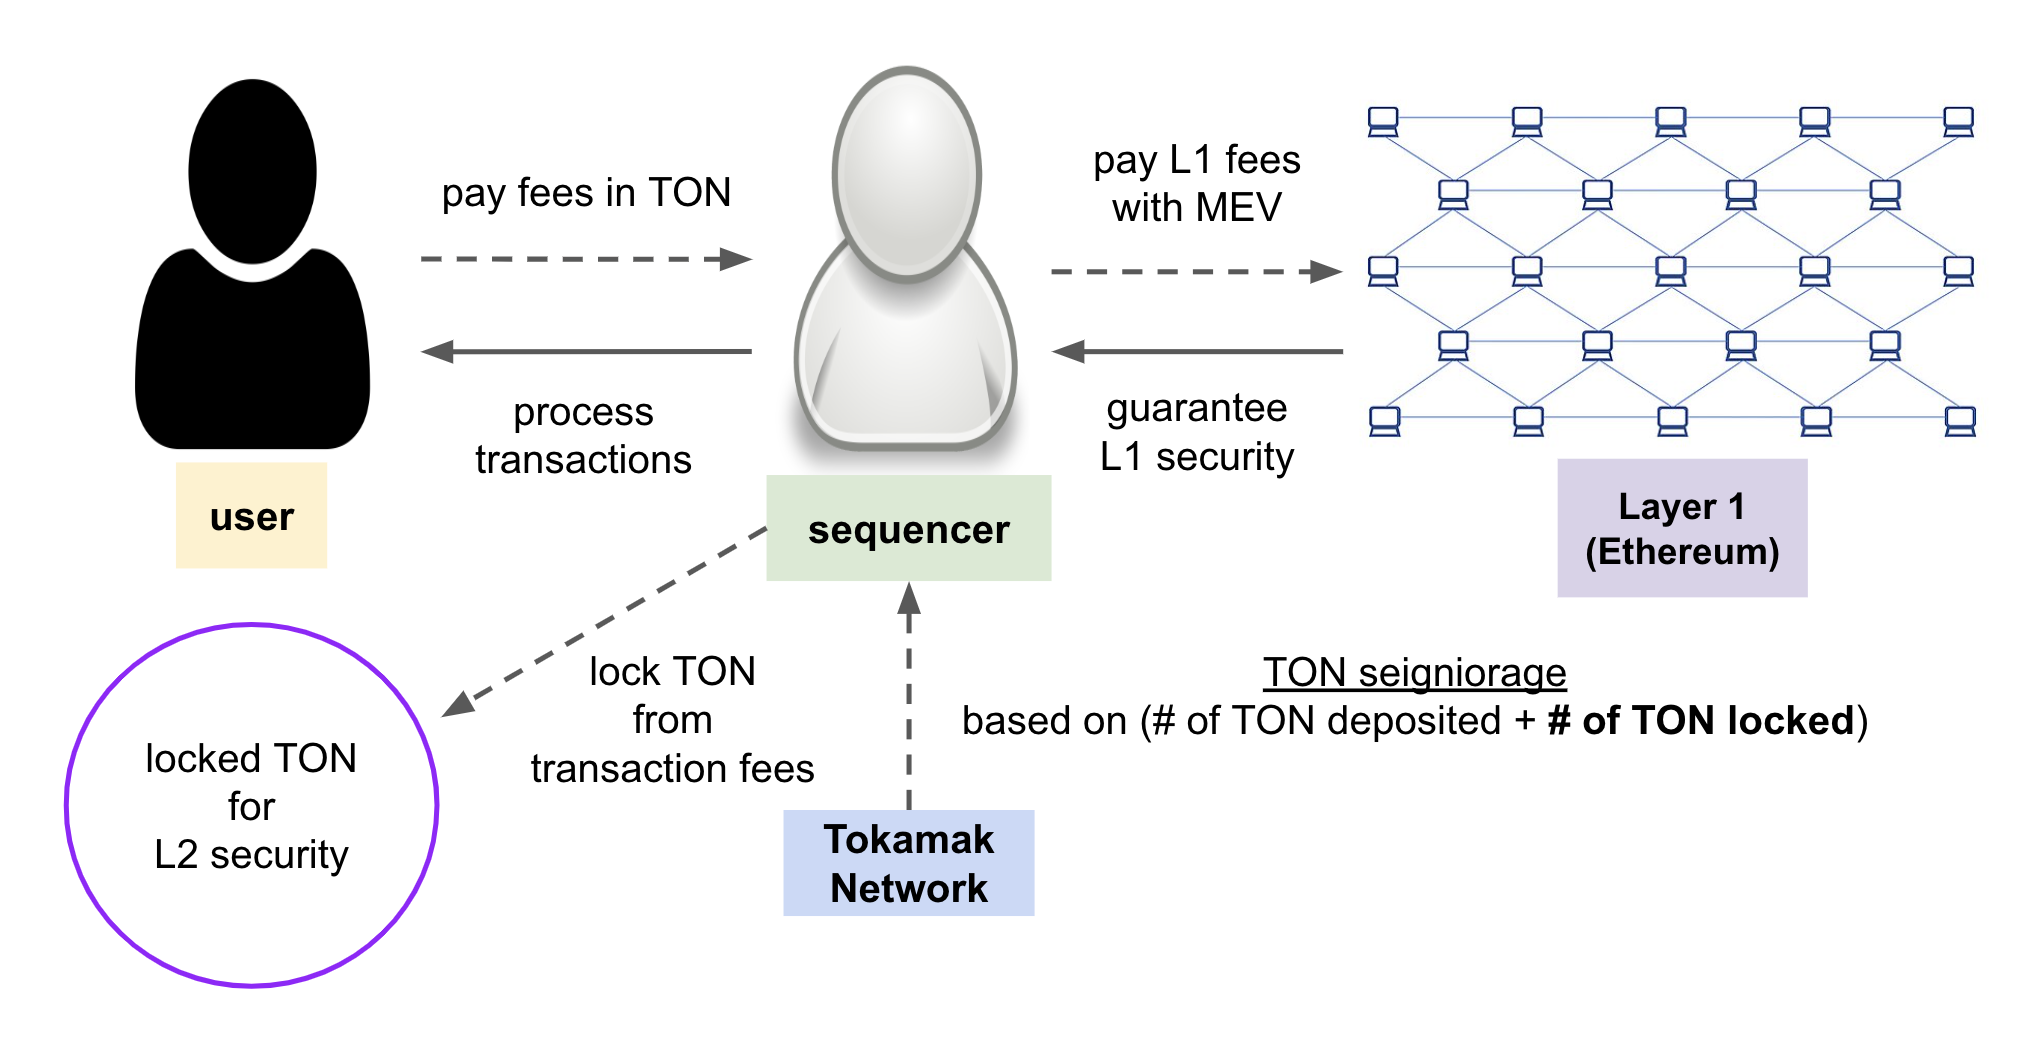 pay fees in TON
process
transactions
user
pay L1 fees
with MEV
guarantee
L1 security
sequencer
Layer 1
(Ethereum)
lock TON
from
transaction fees
TON seigniorage
based on (# of TON deposited + # of TON locked)
locked TON
for
L2 security
Tokamak
Network